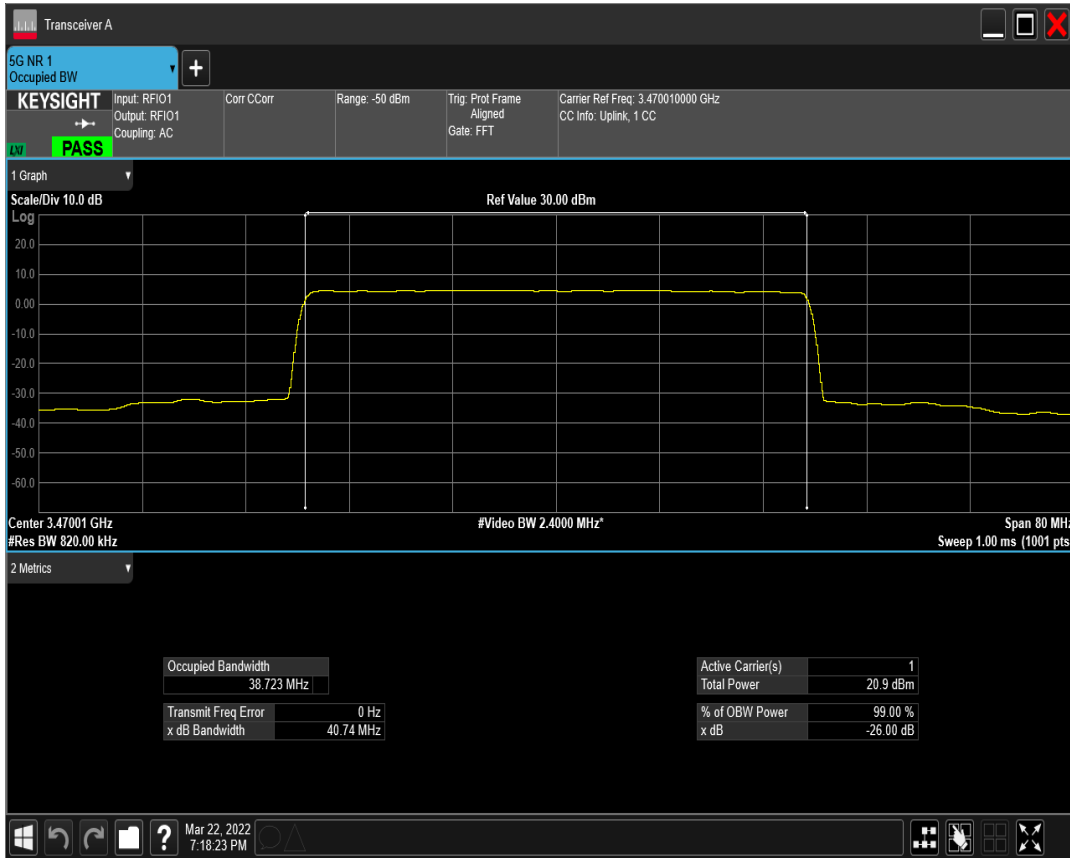 Transceiver A
5G NR 1
Occupied BW
+
KEYSIGHT
LXI
PASS
Input: RFIO1
Output: RFIO1
Coupling: AC
Corr CCorr
Range: -50 dBm
Trig: Prot Frame
Aligned
Gate: FFT
Carrier Ref Freq: 3.470010000 GHz
CC Info: Uplink, 1 CC
1 Graph
Scale/Div 10.0 dB
Ref Value 30.00 dBm
Log
20.0
10.0
0.00
-10.0
-20.0
-30.0
-40.0
-50.0
-60.0
Center 3.47001 GHz
#Video BW 2.4000 MHz*
Span 80 MHz
#Res BW 820.00 kHz
Sweep 1.00 ms (1001 pts
2 Metrics
Occupied Bandwidth
38.723 MHz
Transmit Freq Error 0 Hz
x dB Bandwidth 40.74 MHz
Active Carrier(s) 1
Total Power 20.9 dBm
% of OBW Power 99.00 %
x dB -26.00 dB
?
Mar 22, 2022
7:18:23 PM